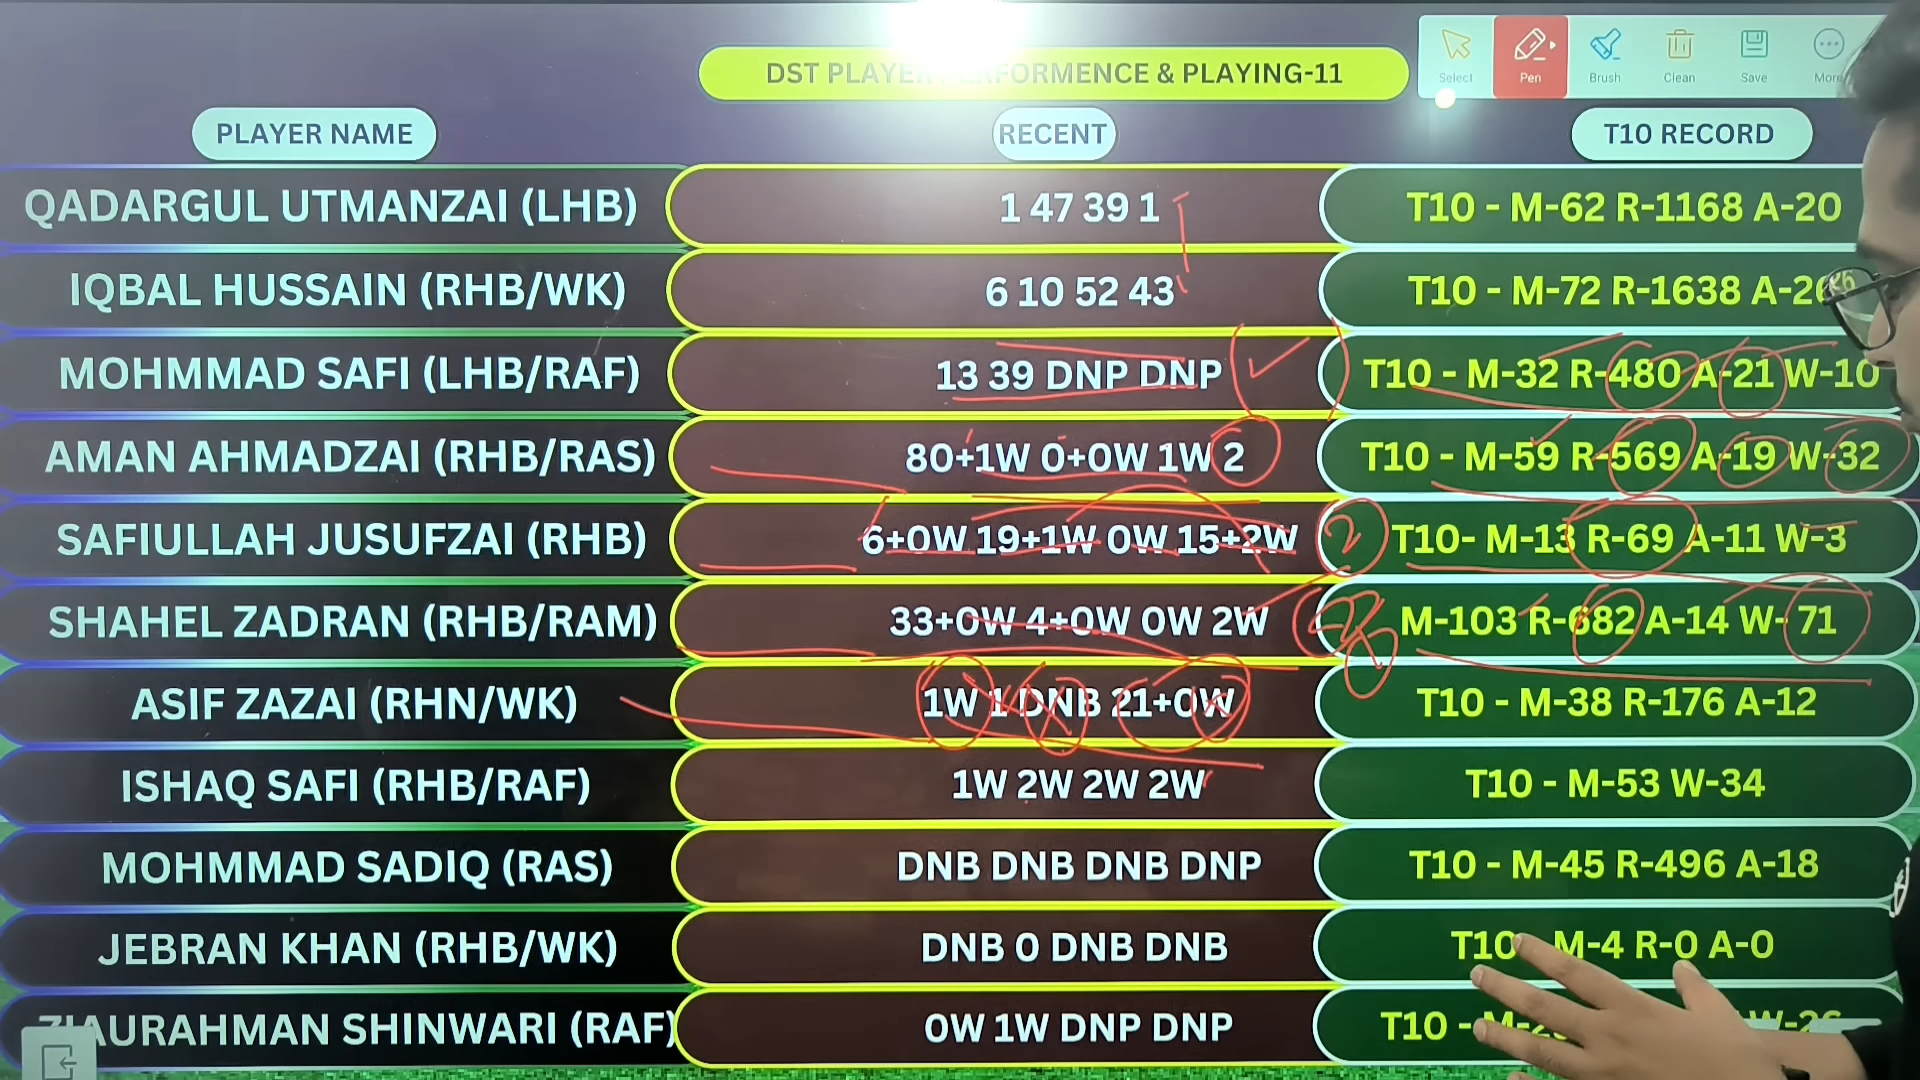 DST PLAYER PERFORMENCE & PLAYING-11
Select Pen Brush Clean Save More
PLAYER NAME RECENT T10 RECORD
QADARGUL UTMANZAI (LHB) 1 47 39 1 T10 - M-62 R-1168 A-20
IQBAL HUSSAIN (RHB/WK) 6 10 52 43 T10 - M-72 R-1638 A-26
MOHMMAD SAFI (LHB/RAF) 13 39 DNP DNP T10 - M-32 R-480 A-21 W-10
AMAN AHMADZAI (RHB/RAS) 80+1W 0+0W 1W 2 T10 - M-59 R-569 A-19 W-32
SAFIULLAH JUSUFZAI (RHB) 6+0W 19+1W 0W 15+2W 2 T10- M-13 R-69 A-11 W-3
SHAHEL ZADRAN (RHB/RAM) 33+0W 4+0W 0W 2W M-103 R-682 A-14 W- 71
ASIF ZAZAI (RHN/WK) 1W 1 DNB 21+0W T10 - M-38 R-176 A-12
ISHAQ SAFI (RHB/RAF) 1W 2W 2W 2W T10 - M-53 W-34
MOHMMAD SADIQ (RAS) DNB DNB DNB DNP T10 - M-45 R-496 A-18
JEBRAN KHAN (RHB/WK) DNB 0 DNB DNB T10 - M-4 R-0 A-0
ZIAURAHMAN SHINWARI (RAF) 0W 1W DNP DNP T10 -